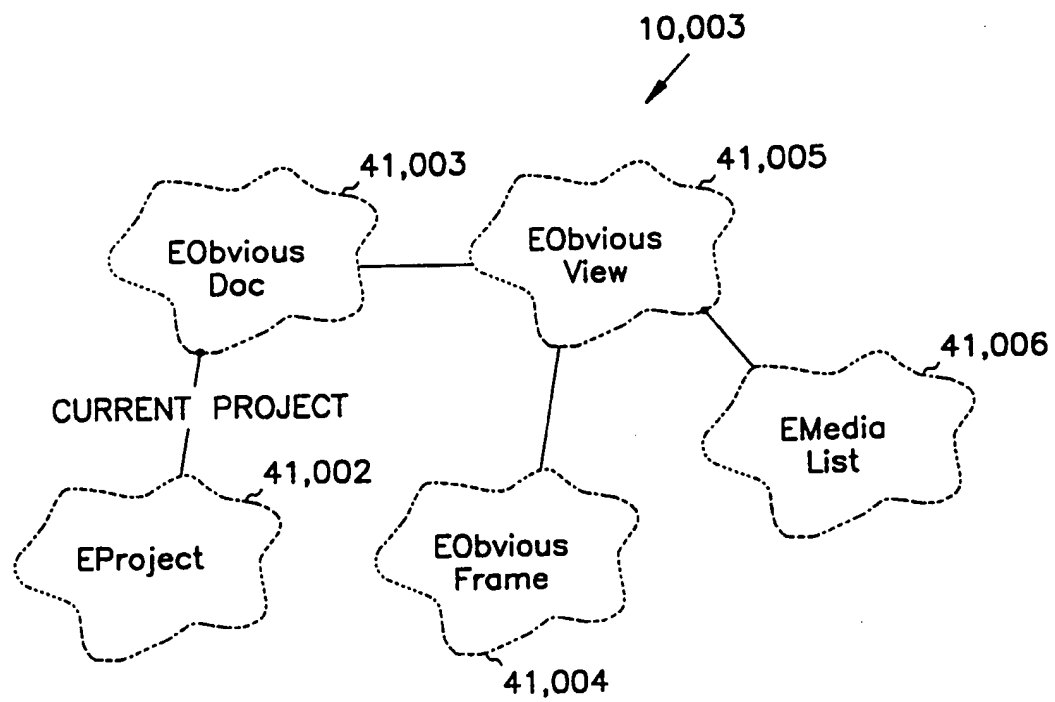 10,003
41,003
41,005
EObvious
Doc
EObvious
View
41,006
CURRENT PROJECT
EMedia
List
41,002
EProject
EObvious
Frame
41,004